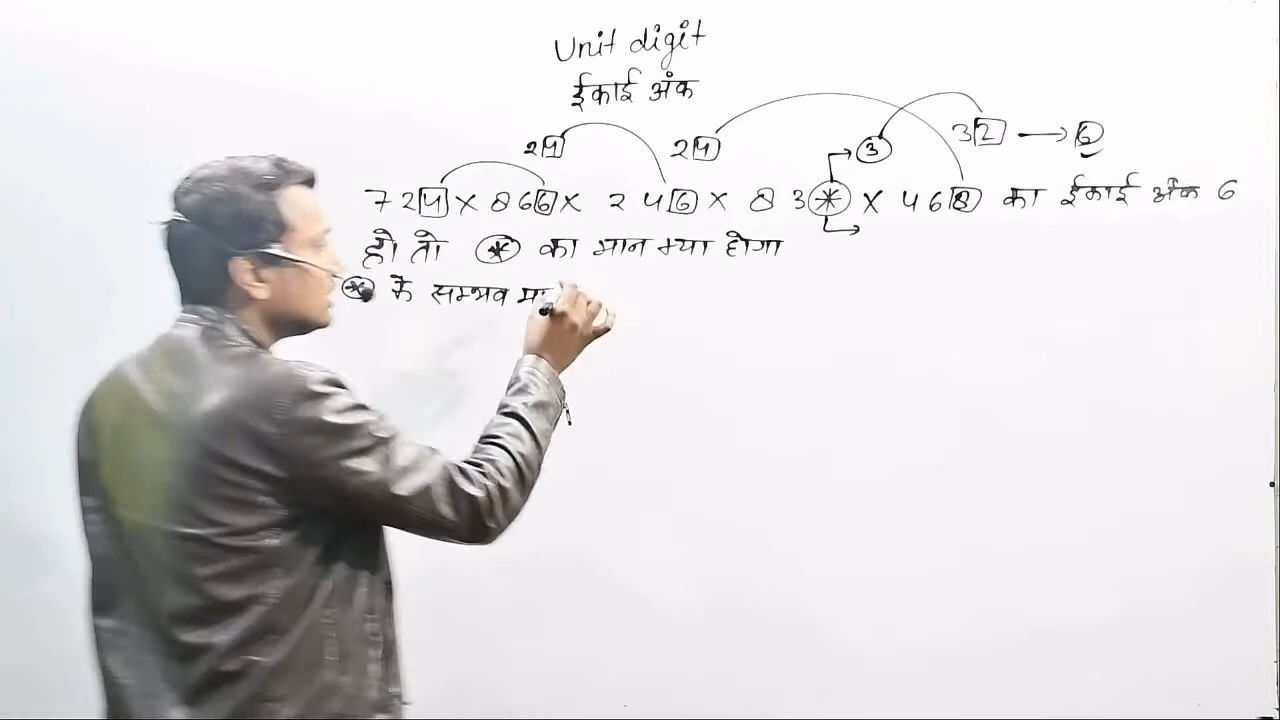 Unit digit
ईकाई अंक
24 24 3 32 → 6
724 × 866 × 246 × 83* × 468 का ईकाई अंक 6
हो तो * का मान क्या होगा
* के सम्भव